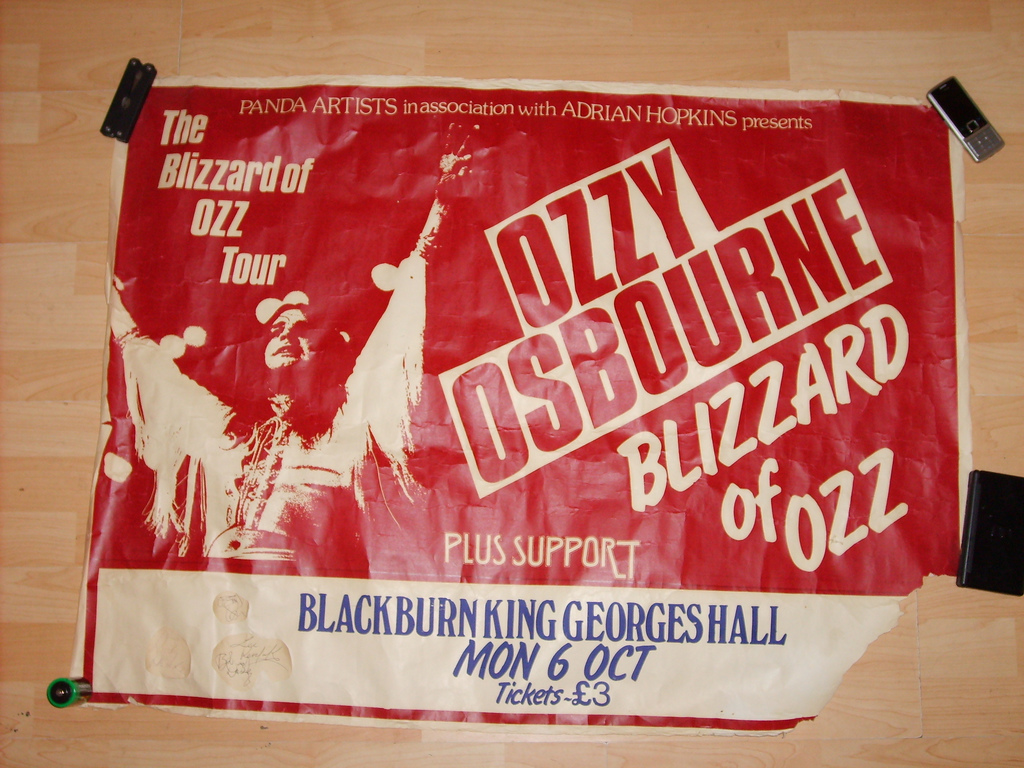 PANDA ARTISTS in association with ADRIAN HOPKINS presents
The
Blizzard of
OZZ
Tour
OZZY
OSBOURNE
BLIZZARD
of OZZ
PLUS SUPPORT
BLACKBURN KING GEORGES HALL
MON 6 OCT
Tickets ~ £3